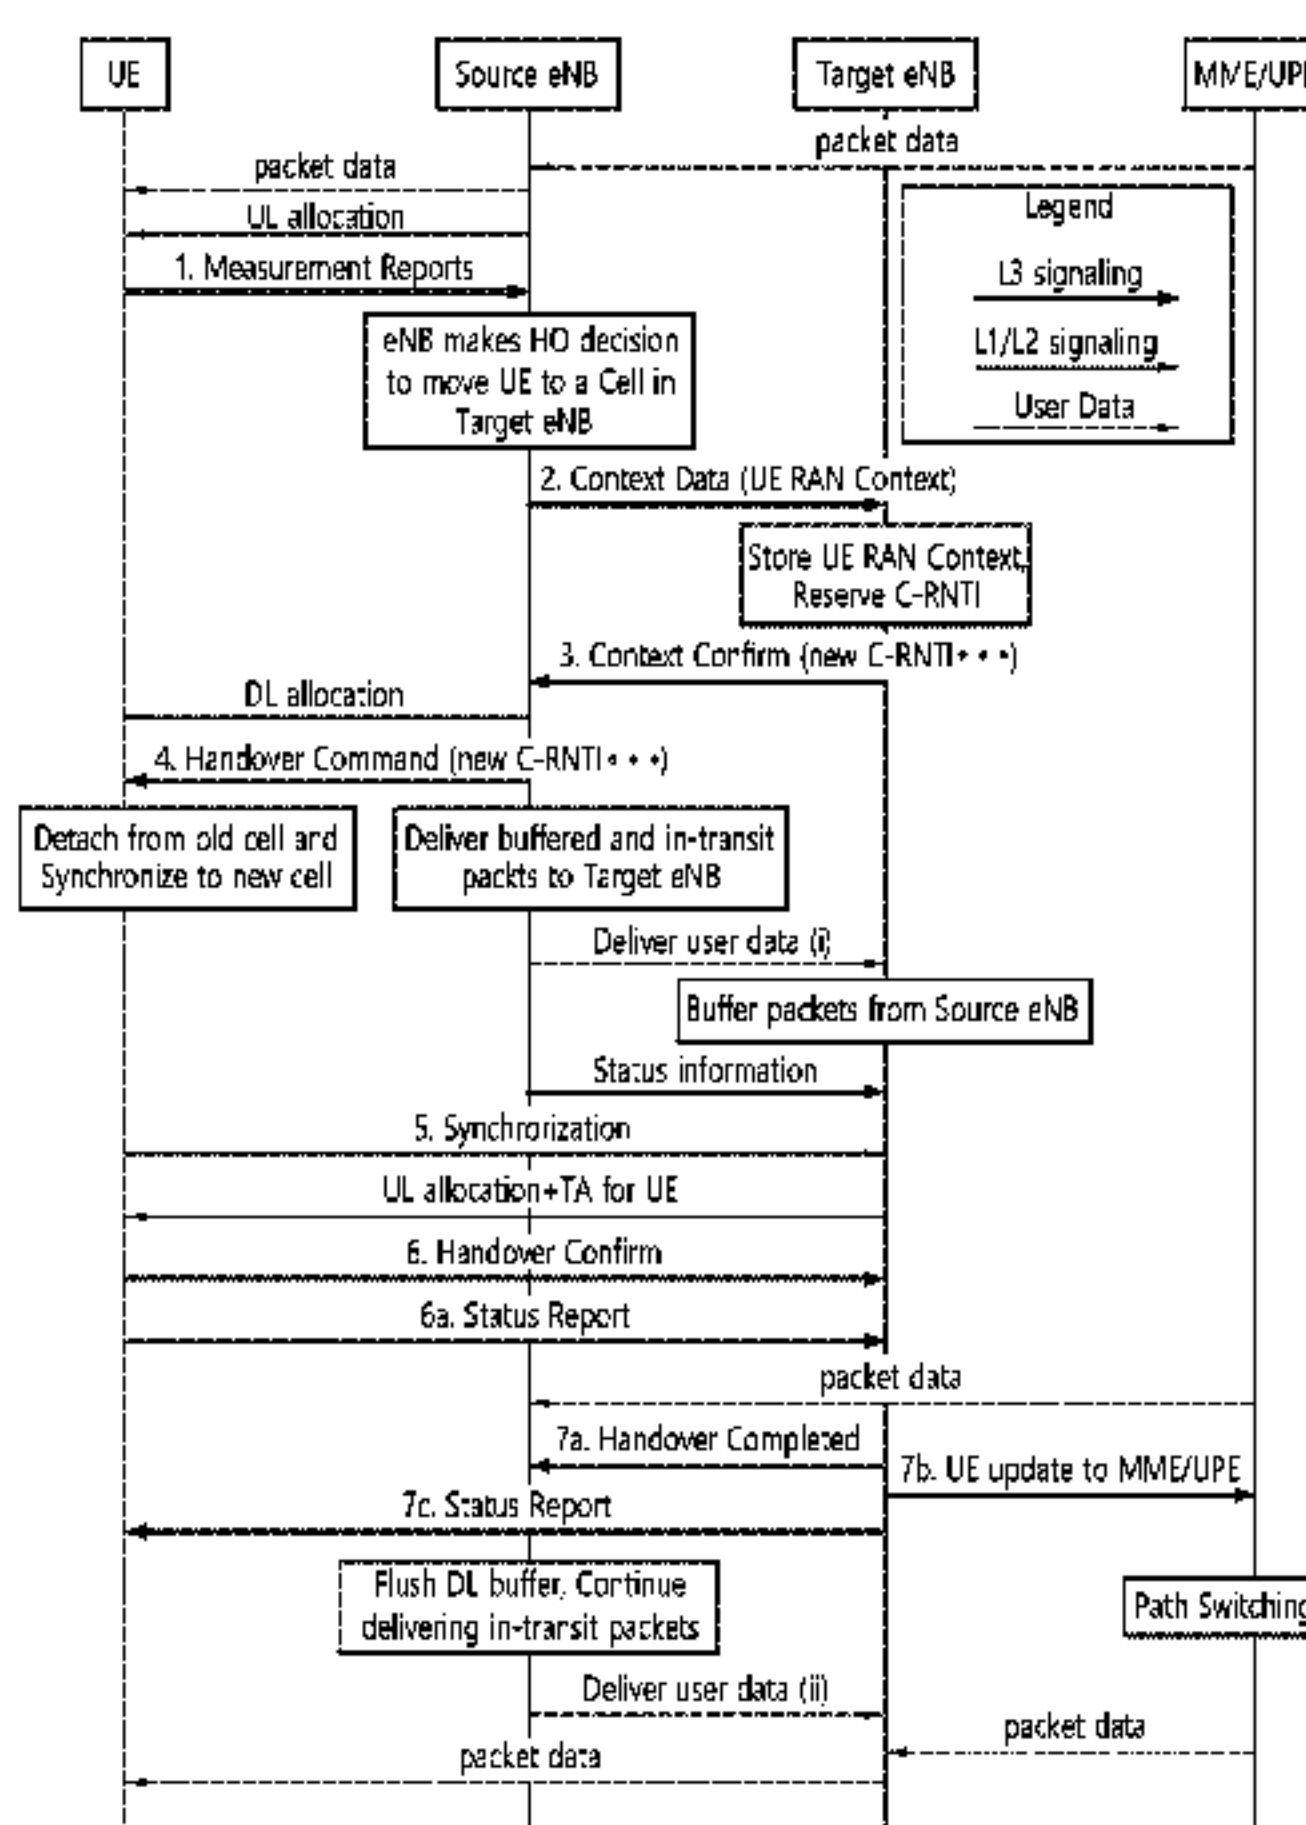 UE
Source eNB
Target eNB
MME/UPE
packet data
packet data
UL allocation
1. Measurement Reports
Legend
L3 signaling
L1/L2 signaling
User Data
eNB makes HO decision
to move UE to a Cell in
Target eNB
2. Context Data (UE RAN Context)
Store UE RAN Context,
Reserve C-RNTI
3. Context Confirm (new C-RNTI•••)
DL allocation
4. Handover Command (new C-RNTI•••)
Detach from old cell and
Synchronize to new cell
Deliver buffered and in-transit
packts to Target eNB
Deliver user data (i)
Buffer packets from Source eNB
Status information
5. Synchronization
UL allocation+TA for UE
6. Handover Confirm
6a. Status Report
packet data
7a. Handover Completed
7b. UE update to MME/UPE
7c. Status Report
Flush DL buffer, Continue
delivering in-transit packets
Path Switching
Deliver user data (ii)
packet data
packet data